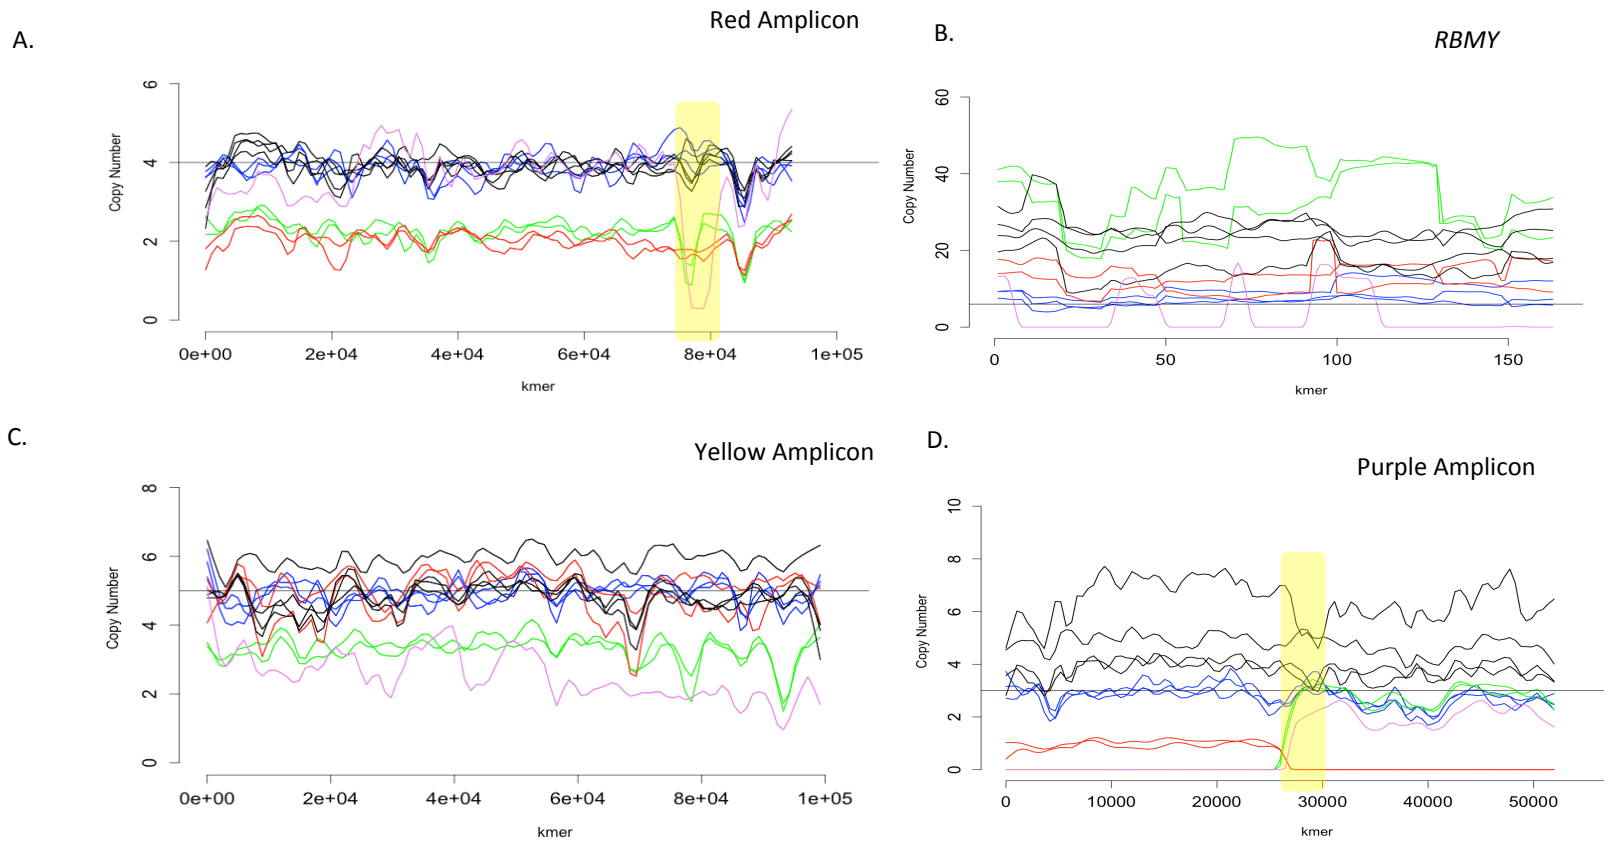 A.
Red Amplicon
Copy Number
6
4
2
0
0e+00 2e+04 4e+04 6e+04 8e+04 1e+05
kmer
B.
RBMY
Copy Number
60
40
20
0
0 50 100 150
kmer
C.
Yellow Amplicon
Copy Number
8
6
4
2
0
0e+00 2e+04 4e+04 6e+04 8e+04 1e+05
kmer
D.
Purple Amplicon
Copy Number
10
8
6
4
2
0
0 10000 20000 30000 40000 50000
kmer